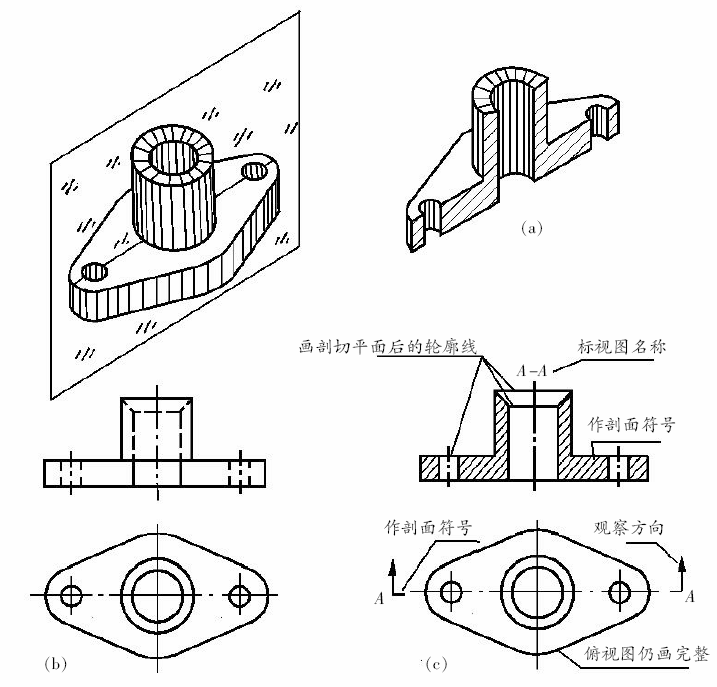 (a)
画剖切平面后的轮廓线
标视图名称
A-A
作剖面符号
作剖面符号
观察方向
A
A
俯视图仍画完整
(b)
(c)